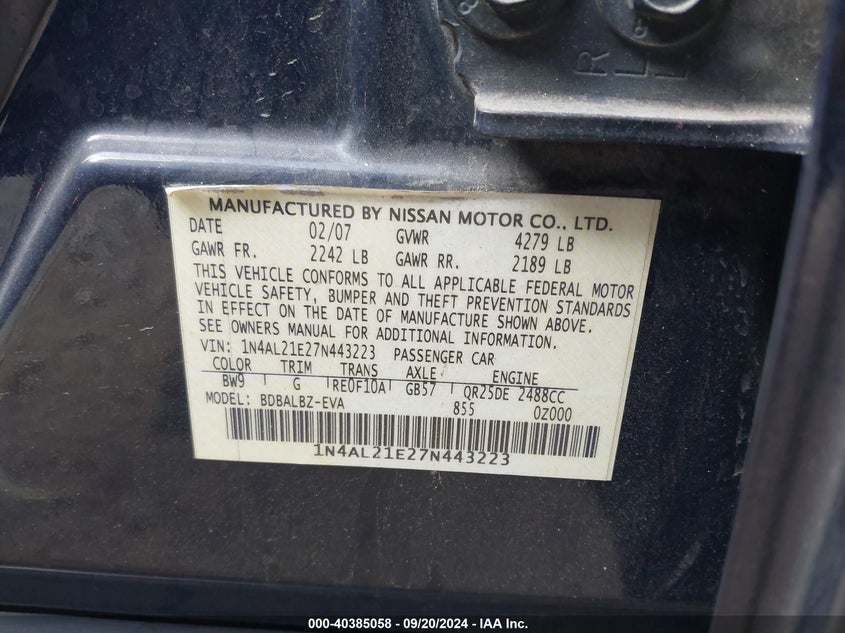 R
L
MANUFACTURED BY NISSAN MOTOR CO., LTD.
DATE 02/07 GVWR 4279 LB
GAWR FR. 2242 LB GAWR RR. 2189 LB
THIS VEHICLE CONFORMS TO ALL APPLICABLE FEDERAL MOTOR
VEHICLE SAFETY, BUMPER AND THEFT PREVENTION STANDARDS
IN EFFECT ON THE DATE OF MANUFACTURE SHOWN ABOVE.
SEE OWNERS MANUAL FOR ADDITIONAL INFORMATION.
VIN: 1N4AL21E27N443223 PASSENGER CAR
COLOR TRIM TRANS AXLE ENGINE
BW9 G RE0F10A GB57 QR25DE 2488CC
MODEL: BDBALBZ-EVA 855 0Z000
1N4AL21E27N443223
000-40385058 - 09/20/2024 - IAA Inc.